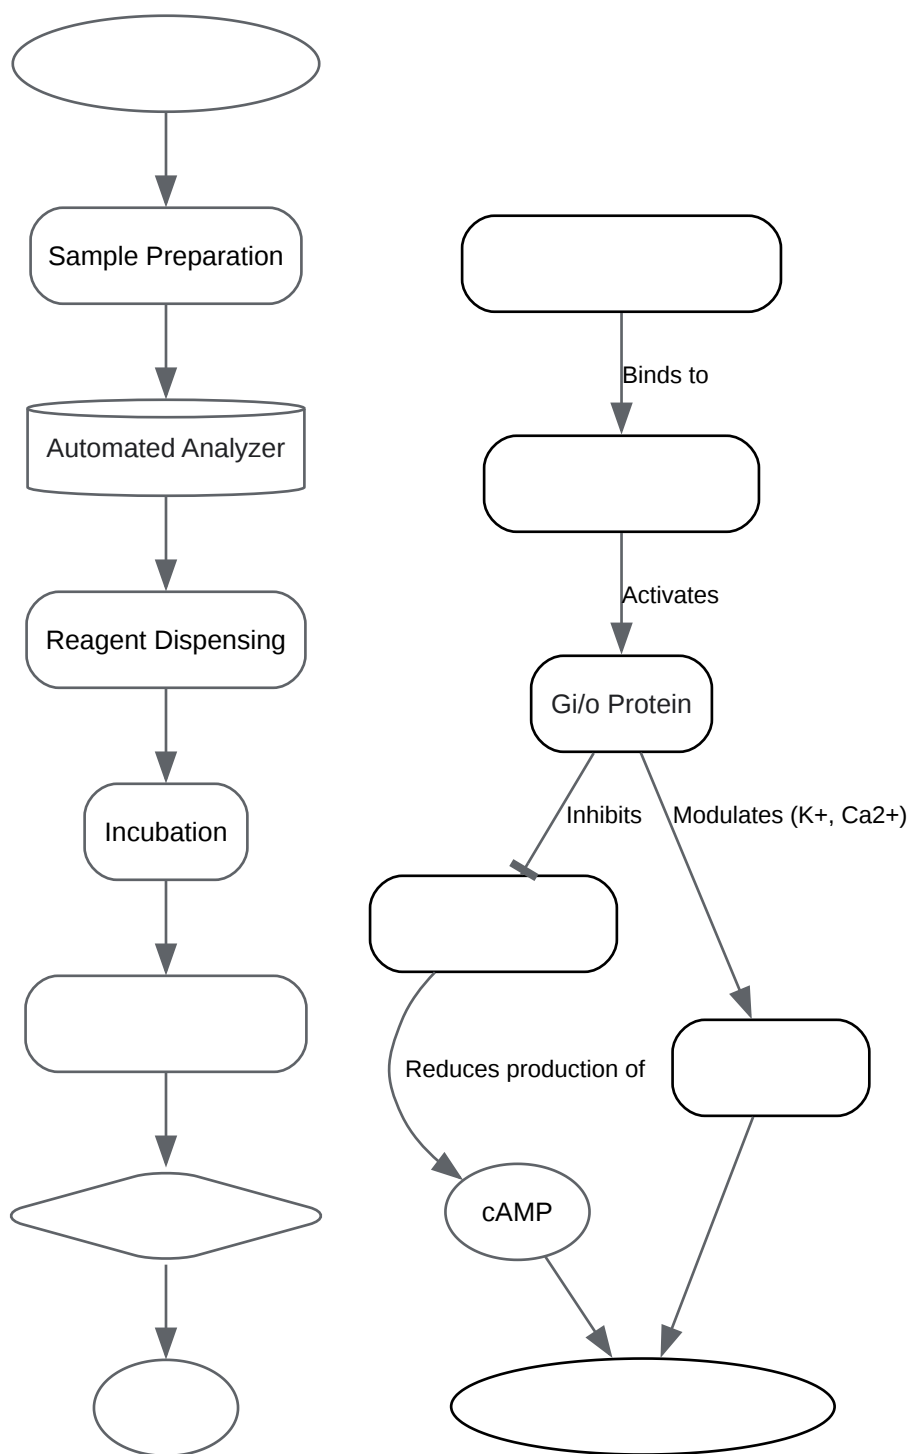 Sample Preparation
Automated Analyzer
Reagent Dispensing
Incubation
Binds to
Activates
Gi/o Protein
Inhibits
Modulates (K+, Ca2+)
Reduces production of
cAMP